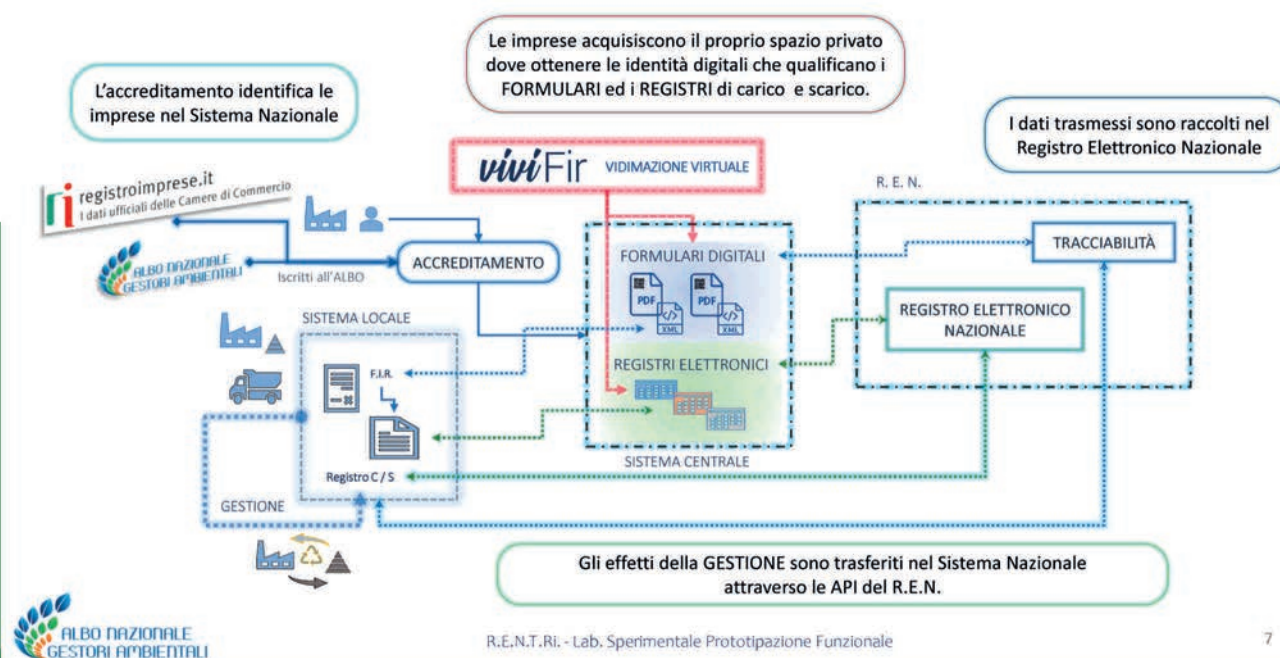 Le imprese acquisiscono il proprio spazio privato
dove ottenere le identità digitali che qualificano i
FORMULARI ed i REGISTRI di carico e scarico.
L'accreditamento identifica le
imprese nel Sistema Nazionale
I dati trasmessi sono raccolti nel
Registro Elettronico Nazionale
viviFir VIDIMAZIONE VIRTUALE
ri registroimprese.it
I dati ufficiali delle Camere di Commercio
R. E. N.
TRACCIABILITÀ
FORMULARI DIGITALI
ACCREDITAMENTO
ALBO NAZIONALE
GESTORI AMBIENTALI
Iscritti all'ALBO
PDF
XML
PDF
XML
REGISTRO ELETTRONICO
NAZIONALE
SISTEMA LOCALE
REGISTRI ELETTRONICI
F.I.R.
SISTEMA CENTRALE
Registro C / S
GESTIONE
Gli effetti della GESTIONE sono trasferiti nel Sistema Nazionale
attraverso le API del R.E.N.
ALBO NAZIONALE
GESTORI AMBIENTALI
R.E.N.T.Ri. - Lab. Sperimentale Prototipazione Funzionale
7